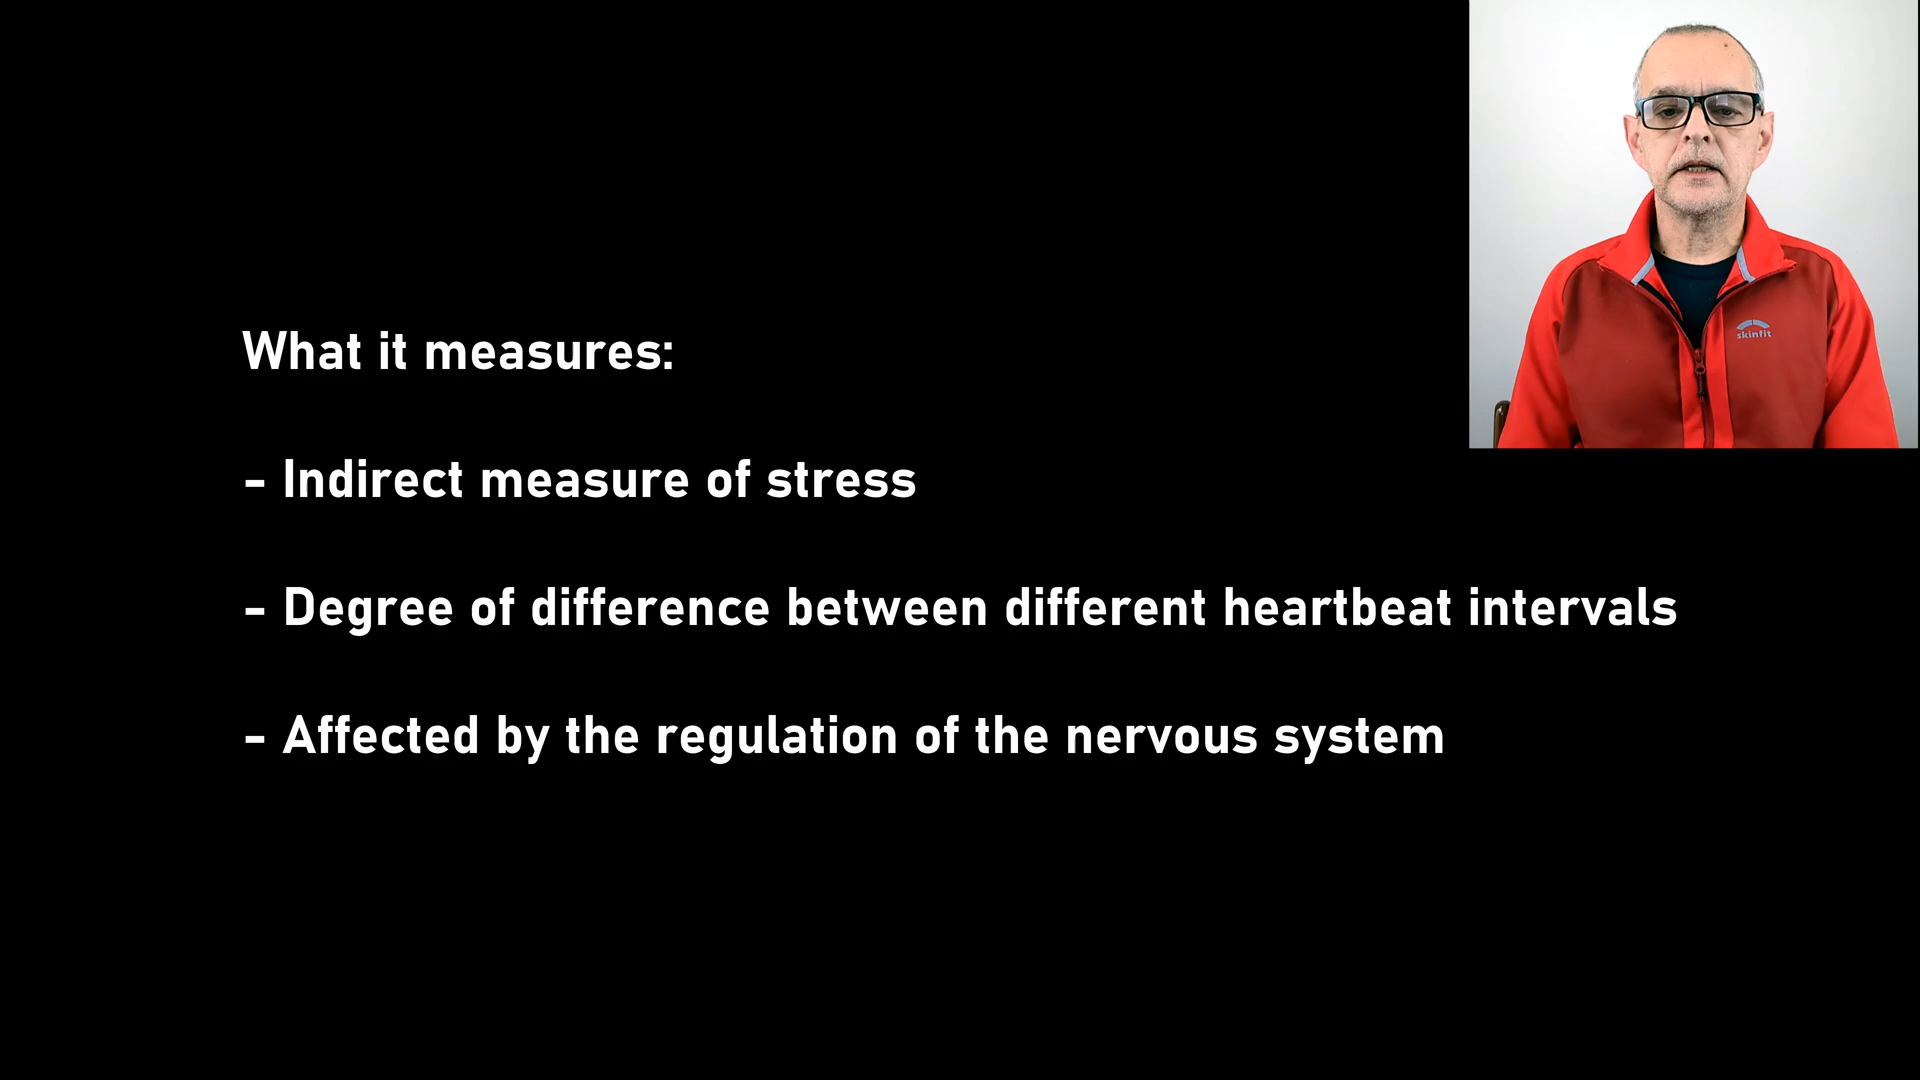 What it measures:
- Indirect measure of stress
- Degree of difference between different heartbeat intervals
- Affected by the regulation of the nervous system
skinfit